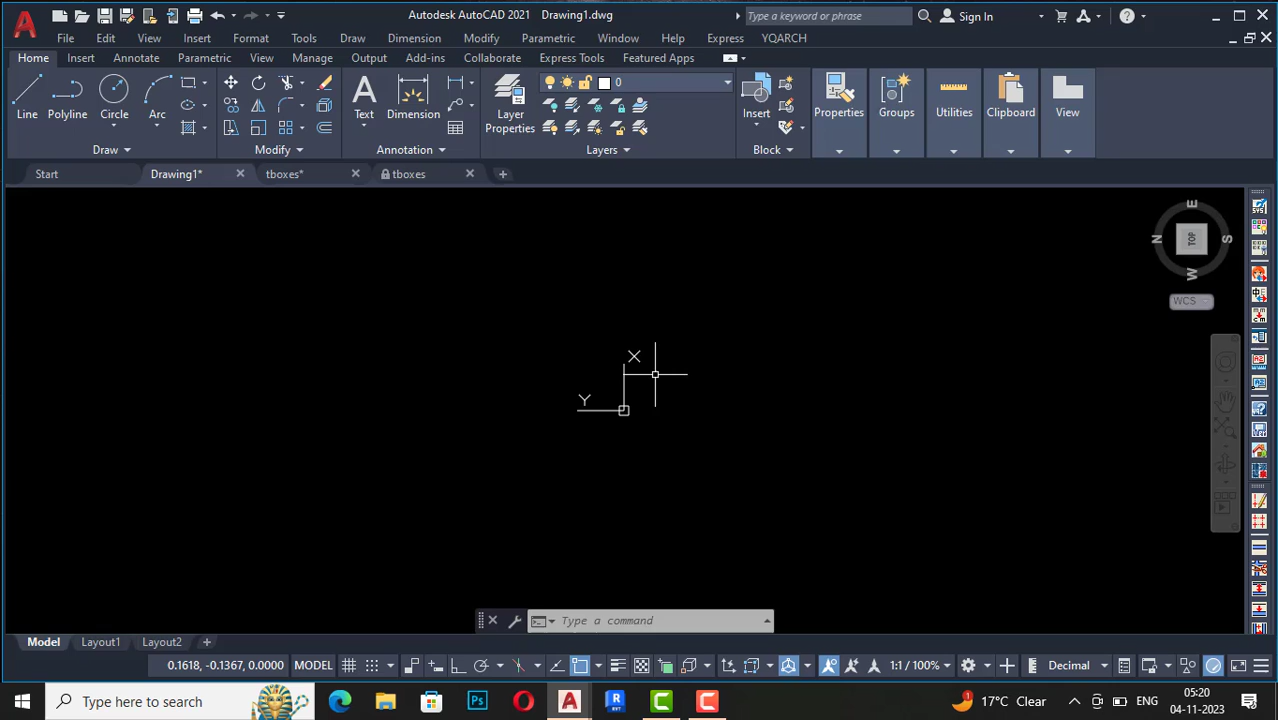 Autodesk AutoCAD 2021 Drawing1.dwg Type a keyword or phrase Sign In
File Edit View Insert Format Tools Draw Dimension Modify Parametric Window Help Express YQARCH
Home Insert Annotate Parametric View Manage Output Add-ins Collaborate Express Tools Featured Apps
0
Line Polyline Circle Arc Text Dimension Layer Properties Insert Properties Groups Utilities Clipboard View
Draw Modify Annotation Layers Block
Start Drawing1* tboxes* tboxes
E
N TOP S
W
WCS
X
Y
Type a command
Model Layout1 Layout2
0.1618, -0.1367, 0.0000 MODEL 1:1 / 100% Decimal
Type here to search Ps R RVT C C 17°C Clear ENG 05:20
04-11-2023